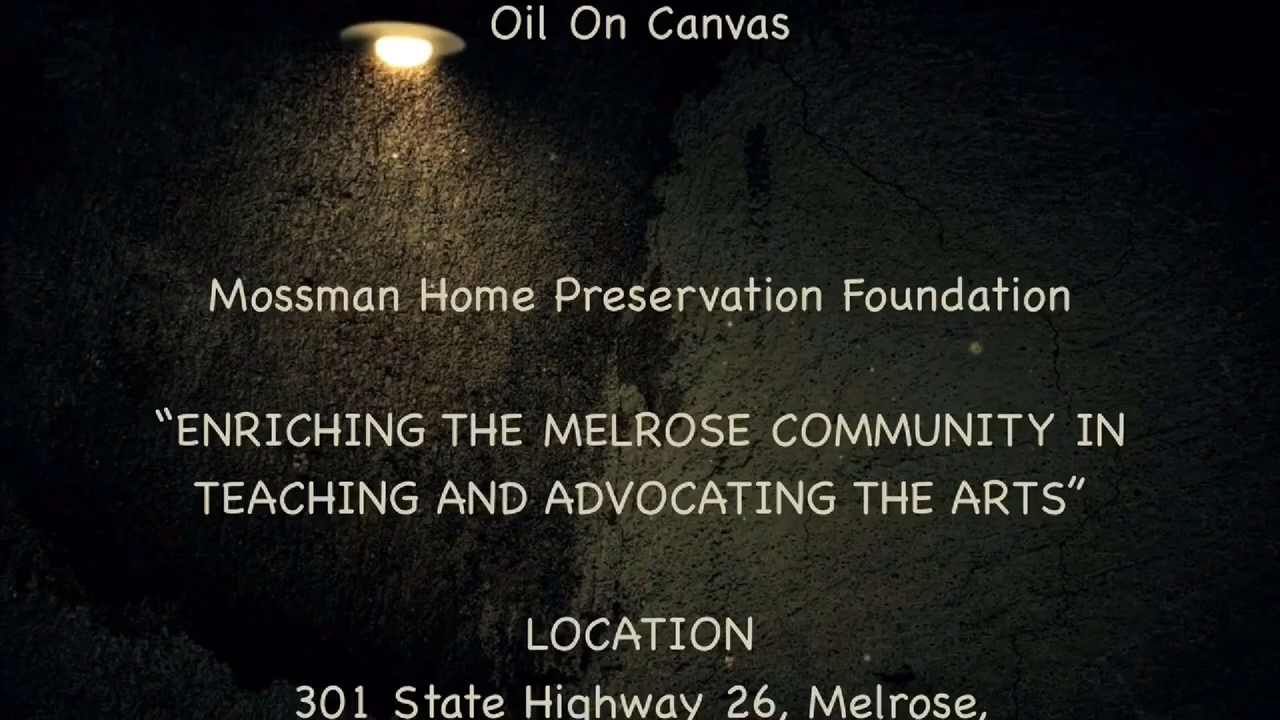 Oil On Canvas
Mossman Home Preservation Foundation
“ENRICHING THE MELROSE COMMUNITY IN
TEACHING AND ADVOCATING THE ARTS”
LOCATION
301 State Highway 26, Melrose,